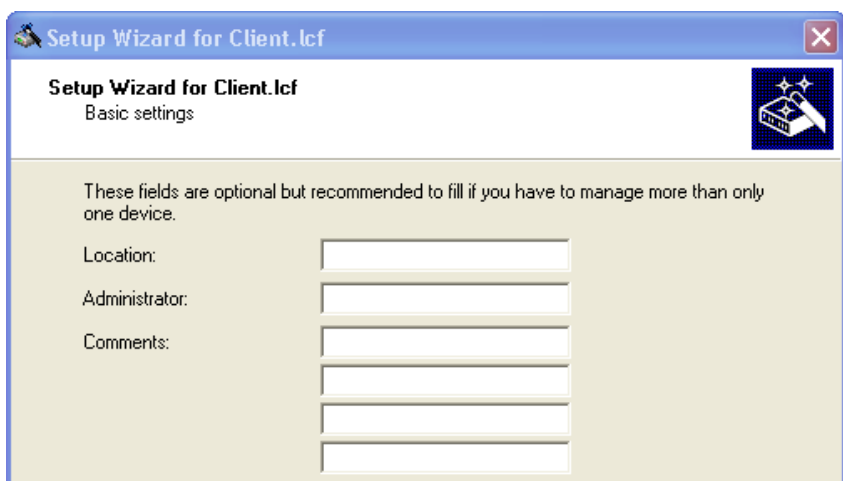 Setup Wizard for Client.lcf
Setup Wizard for Client.lcf
Basic settings
These fields are optional but recommended to fill if you have to manage more than only
one device.
Location:
Administrator:
Comments: